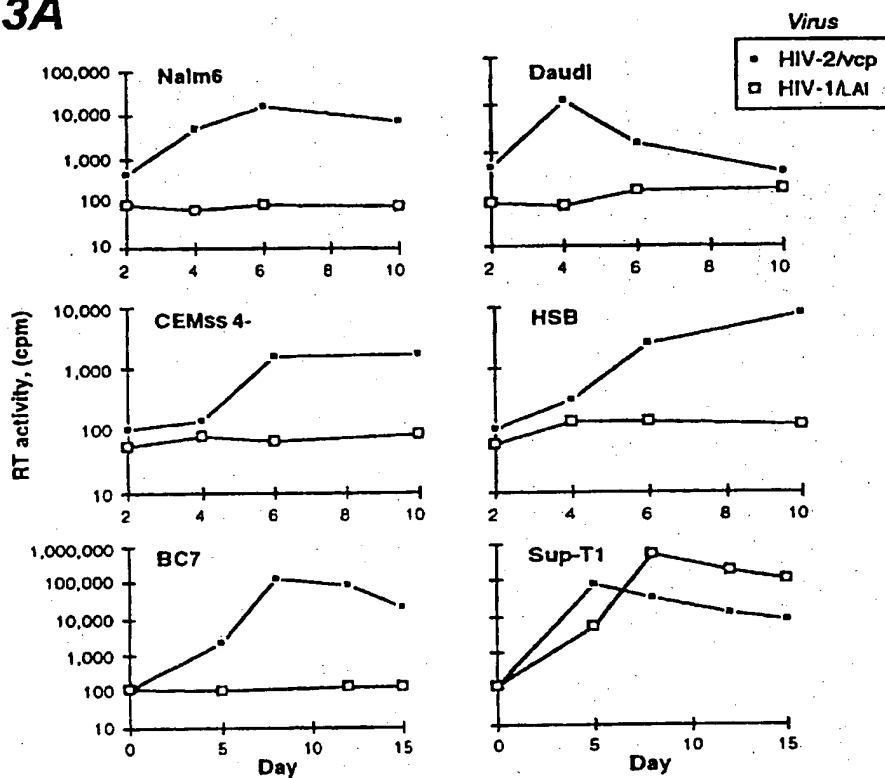 3A
Virus
HIV-2/vcp
HIV-1/LAI
Nalm6
100,000
10,000
1,000
100
10
2 4 6 8 10
Daudi
2 4 6 8 10
RT activity, (cpm)
CEMss 4-
10,000
1,000
100
10
2 4 6 8 10
HSB
2 4 6 8 10
BC7
1,000,000
100,000
10,000
1,000
100
10
0 5 10 15
Day
Sup-T1
0 5 10 15
Day